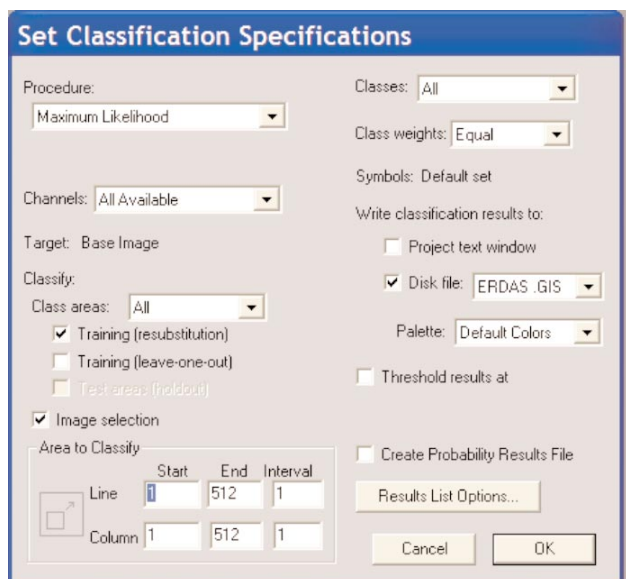 Set Classification Specifications
Procedure:
Maximum Likelihood
Channels: All Available
Target: Base Image
Classify:
Class areas: All
Training (resubstitution)
Training (leave-one-out)
Test areas (holdout)
Image selection
Area to Classify
Start End Interval
Line 1 512 1
Column 1 512 1
Classes: All
Class weights: Equal
Symbols: Default set
Write classification results to:
Project text window
Disk file: ERDAS .GIS
Palette: Default Colors
Threshold results at
Create Probability Results File
Results List Options...
Cancel OK